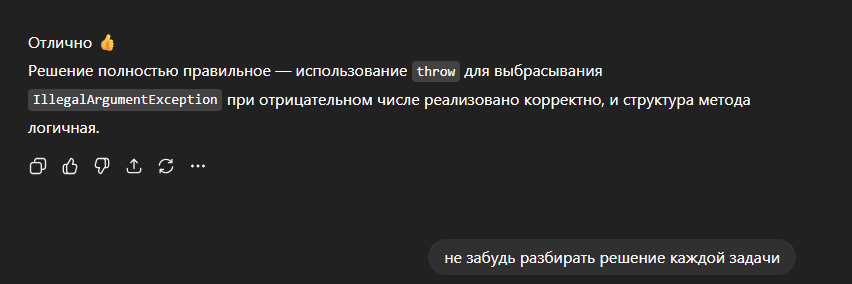 Отлично 👍
Решение полностью правильное — использование throw для выбрасывания
IllegalArgumentException при отрицательном числе реализовано корректно, и структура метода
логичная.
не забудь разбирать решение каждой задачи